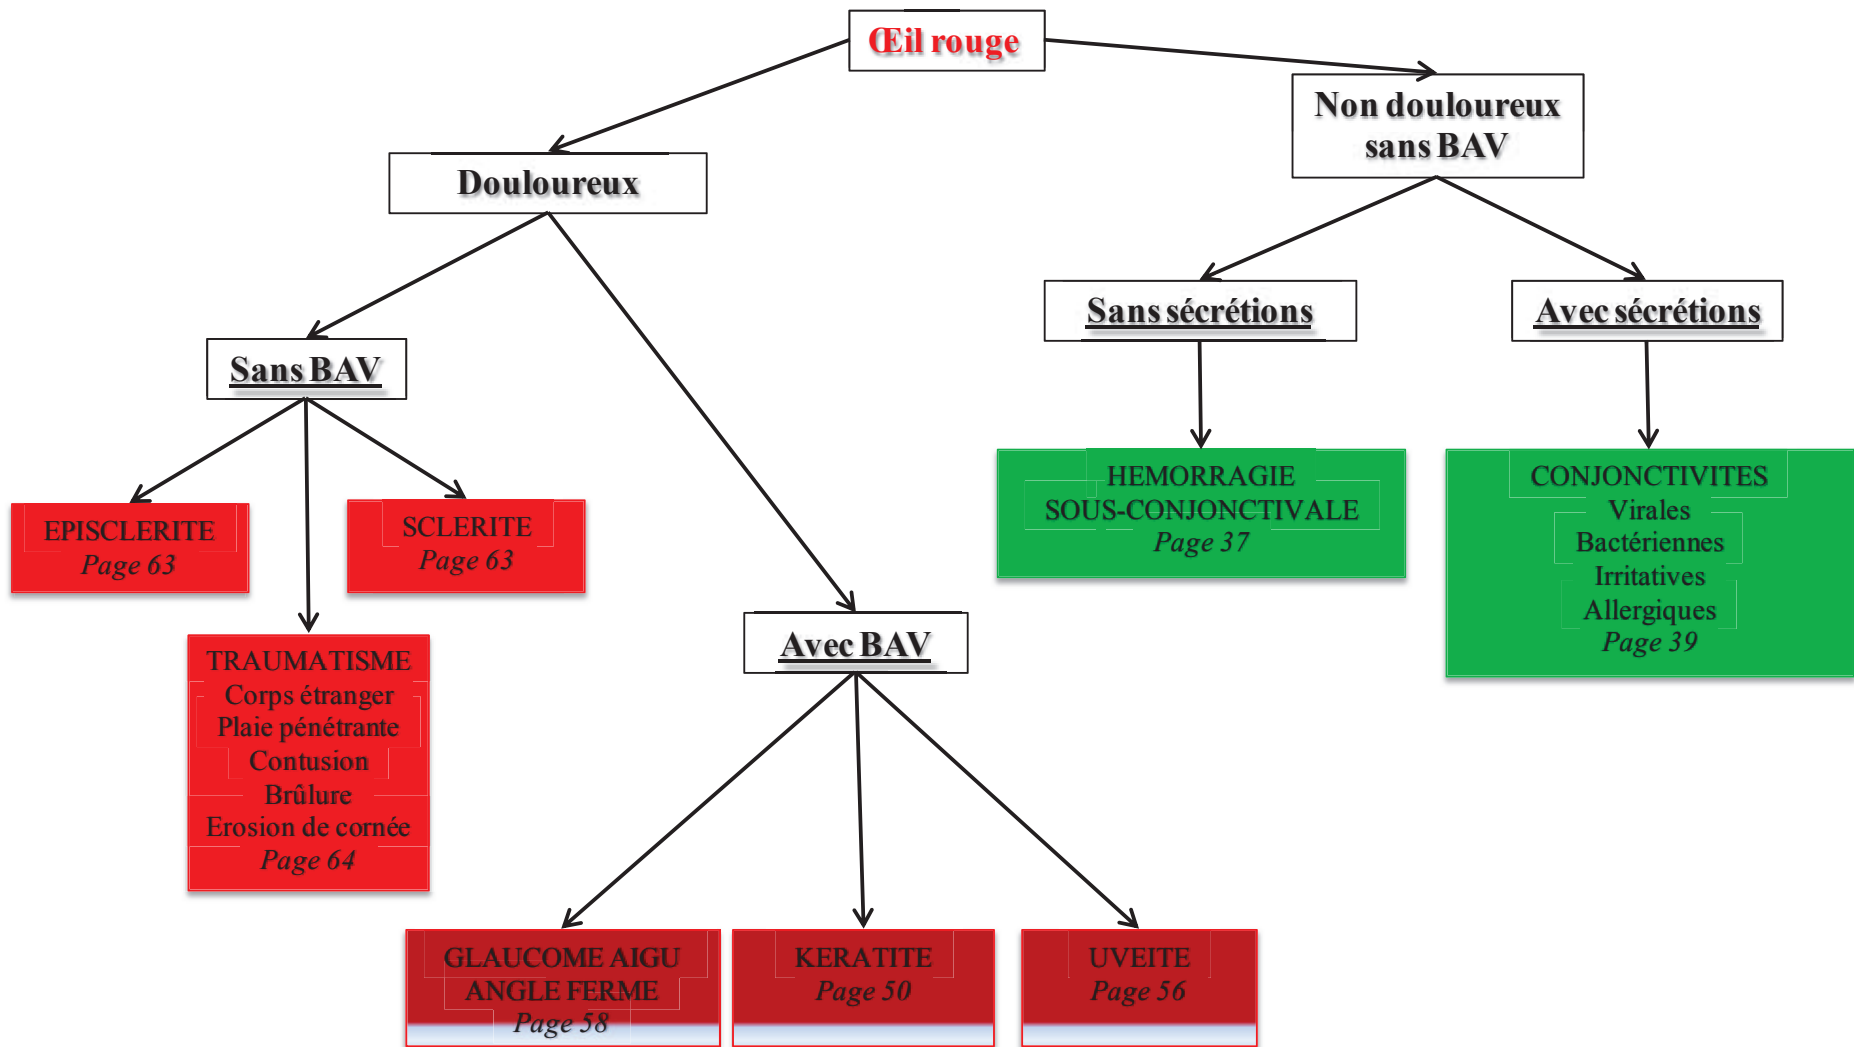 Œil rouge
Non douloureux
sans BAV
Douloureux
Sans sécrétions
Avec sécrétions
Sans BAV
EPISCLERITE
Page 63
SCLERITE
Page 63
HEMORRAGIE
SOUS-CONJONCTIVALE
Page 37
CONJONCTIVITES
Virales
Bactériennes
Irritatives
Allergiques
Page 39
TRAUMATISME
Corps étranger
Plaie pénétrante
Contusion
Brûlure
Erosion de cornée
Page 64
Avec BAV
GLAUCOME AIGU
ANGLE FERME
Page 58
KERATITE
Page 50
UVEITE
Page 56